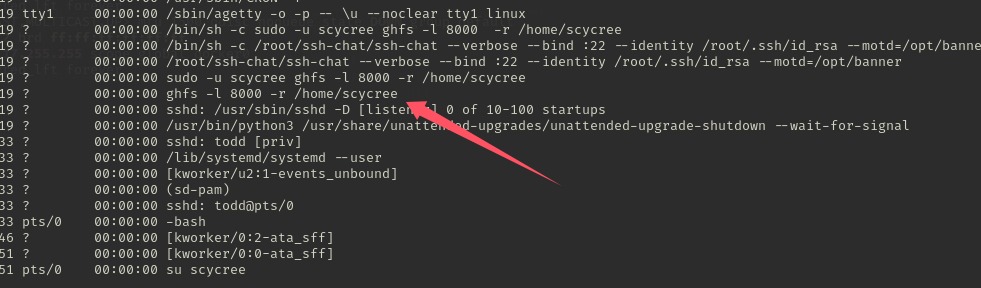 19 tty1 00:00:00 /sbin/agetty -o -p -- \u --noclear tty1 linux
19 ? 00:00:00 /bin/sh -c sudo -u scycree ghfs -l 8000  -r /home/scycree
19 ? 00:00:00 /bin/sh -c /root/ssh-chat/ssh-chat --verbose --bind :22 --identity /root/.ssh/id_rsa --motd=/opt/banne
19 ? 00:00:00 /root/ssh-chat/ssh-chat --verbose --bind :22 --identity /root/.ssh/id_rsa --motd=/opt/banner
19 ? 00:00:00 sudo -u scycree ghfs -l 8000 -r /home/scycree
19 ? 00:00:00 ghfs -l 8000 -r /home/scycree
19 ? 00:00:00 sshd: /usr/sbin/sshd -D 0 of 10-100 startups
19 ? 00:00:00 /usr/bin/python3 /usr/share/unattended-upgrades/unattended-upgrade-shutdown --wait-for-signal
33 ? 00:00:00 sshd: todd [priv]
33 ? 00:00:00 /lib/systemd/systemd --user
33 ? 00:00:00 [kworker/u2:1-events_unbound]
33 ? 00:00:00 (sd-pam)
33 ? 00:00:00 sshd: todd@pts/0
33 pts/0 00:00:00 -bash
46 ? 00:00:00 [kworker/0:2-ata_sff]
51 ? 00:00:00 [kworker/0:0-ata_sff]
51 pts/0 00:00:00 su scycree